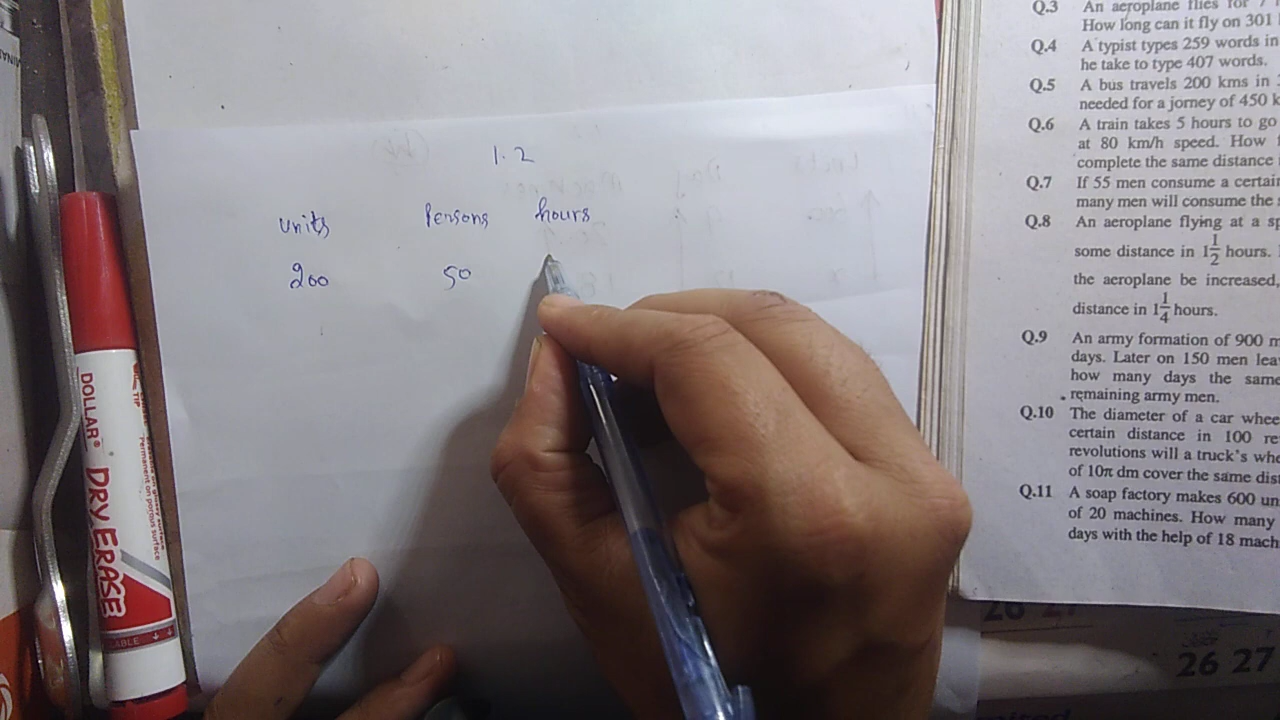 1.2
units Persons hours
200 50
Q.3 An aeroplane flies for 7
How long can it fly on 301
Q.4 A typist types 259 words in
he take to type 407 words.
Q.5 A bus travels 200 kms in
needed for a jorney of 450
Q.6 A train takes 5 hours to go
at 80 km/h speed. How
complete the same distance
Q.7 If 55 men consume a certain
many men will consume the
Q.8 An aeroplane flying at a sp
some distance in 1 1/2 hours.
the aeroplane be increased,
distance in 1 1/4 hours.
Q.9 An army formation of 900 m
days. Later on 150 men lea
how many days the same
remaining army men.
Q.10 The diameter of a car whee
certain distance in 100 re
revolutions will a truck's whe
of 10π dm cover the same dis
Q.11 A soap factory makes 600 un
of 20 machines. How many
days with the help of 18 mach
26 27
26 27
DOLLAR®
DRY ERASE